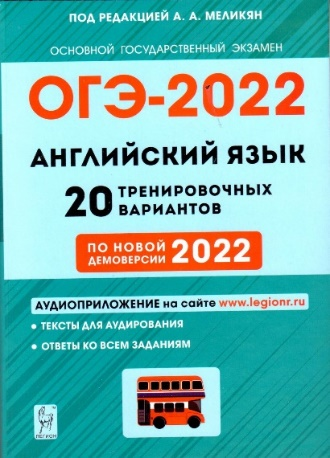 ПОД РЕДАКЦИЕЙ А. А. МЕЛИКЯН
ОСНОВНОЙ ГОСУДАРСТВЕННЫЙ ЭКЗАМЕН
ОГЭ-2022
АНГЛИЙСКИЙ ЯЗЫК
20 ТРЕНИРОВОЧНЫХ
ВАРИАНТОВ
ПО НОВОЙ
ДЕМОВЕРСИИ 2022
АУДИОПРИЛОЖЕНИЕ на сайте www.legionr.ru
• ТЕКСТЫ ДЛЯ АУДИРОВАНИЯ
• ОТВЕТЫ КО ВСЕМ ЗАДАНИЯМ
ЛЕГИОН